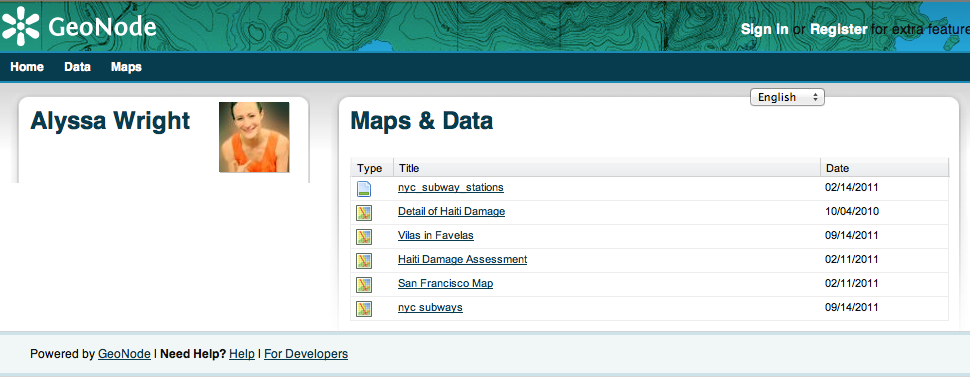 GeoNode
Sign in or Register for extra feature
Home Data Maps
English
Alyssa Wright
Maps & Data
Type Title Date
nyc_subway_stations 02/14/2011
Detail of Haiti Damage 10/04/2010
Vilas in Favelas 09/14/2011
Haiti Damage Assessment 02/11/2011
San Francisco Map 02/11/2011
nyc subways 09/14/2011
Powered by GeoNode | Need Help? Help | For Developers